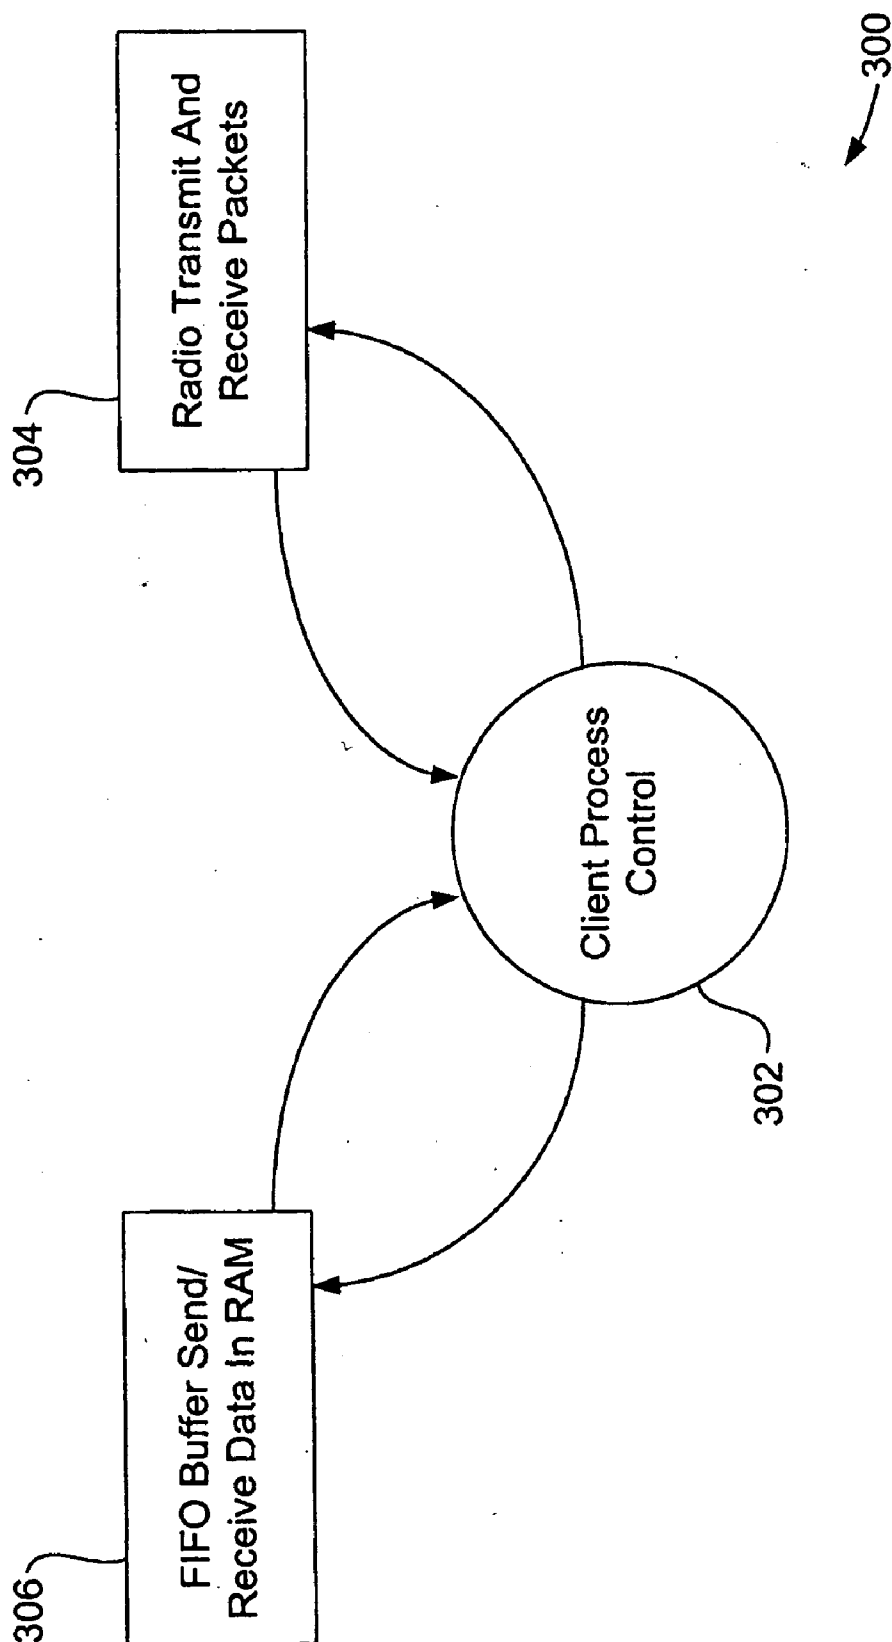 306
FIFO Buffer Send/
Receive Data In RAM
304
Radio Transmit And
Receive Packets
Client Process
Control
302
300